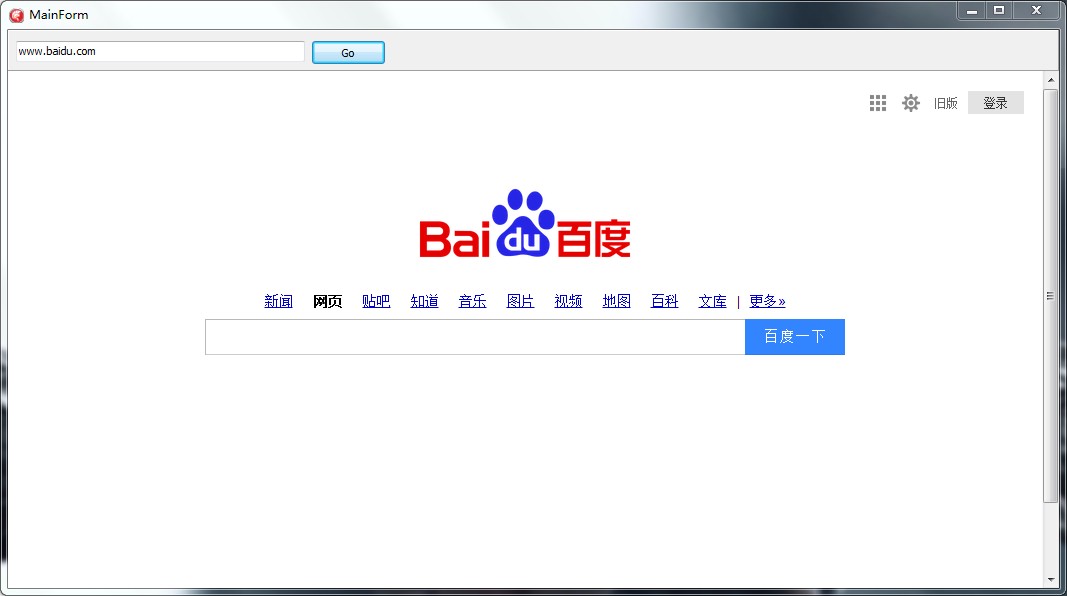 MainForm
www.baidu.com Go
旧版 登录
Bai du 百度
新闻 网页 贴吧 知道 音乐 图片 视频 地图 百科 文库 | 更多»
百度一下